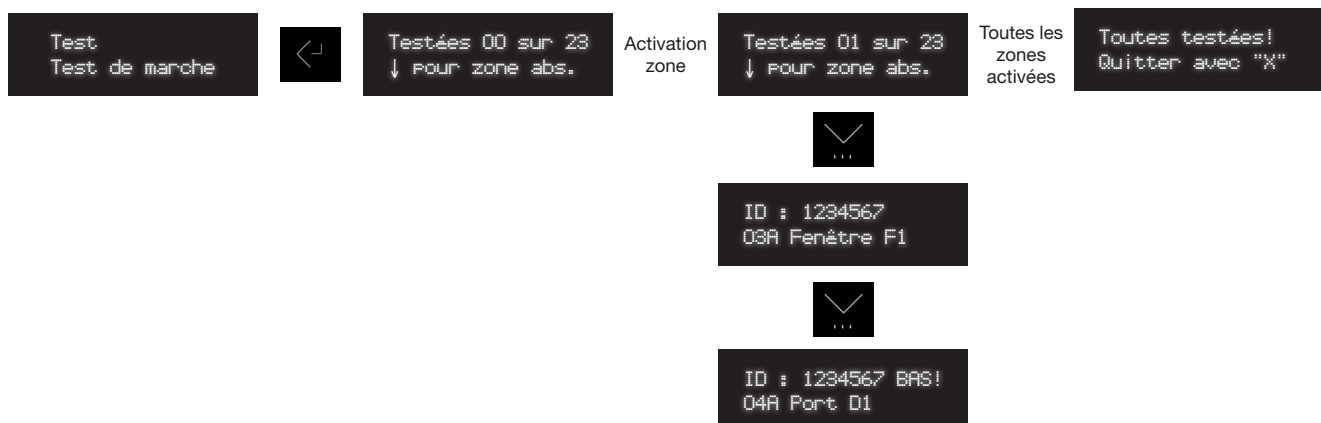 Test
Test de marche
Testées 00 sur 23
↓ pour zone abs.
Activation
zone
Testées 01 sur 23
↓ pour zone abs.
Toutes les
zones
activées
Toutes testées!
Quitter avec "X"
ID : 1234567
03A Fenêtre F1
ID : 1234567 BAS!
04A Port D1